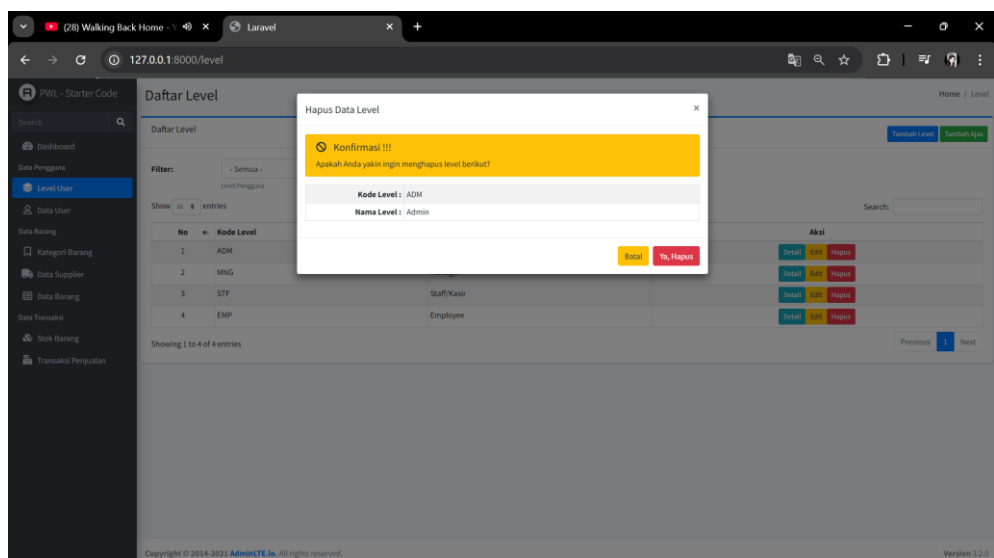 (28) Walking Back Home - Y
Laravel
127.0.0.1:8000/level
PWL - Starter Code
Daftar Level
Home / Level
Hapus Data Level
×
Search
Daftar Level
Tambah Level
Tambah Ajax
Konfirmasi !!!
Apakah Anda yakin ingin menghapus level berikut?
Dashboard
Data Pengguna
Filter:
- Semua -
Level Pengguna
Level User
Kode Level : ADM
Nama Level : Admin
Data User
Show 10 entries
Search:
Data Barang
No
Kode Level
Aksi
Batal
Ya, Hapus
Kategori Barang
1 ADM Detail Edit Hapus
Data Supplier
2 MNG Detail Edit Hapus
Data Barang
3 STF Staff/Kasir Detail Edit Hapus
Data Transaksi
4 EMP Employee Detail Edit Hapus
Stok Barang
Showing 1 to 4 of 4 entries
Previous 1 Next
Transaksi Penjualan
Copyright © 2014-2021 AdminLTE.io. All rights reserved.
Version 3.2.0